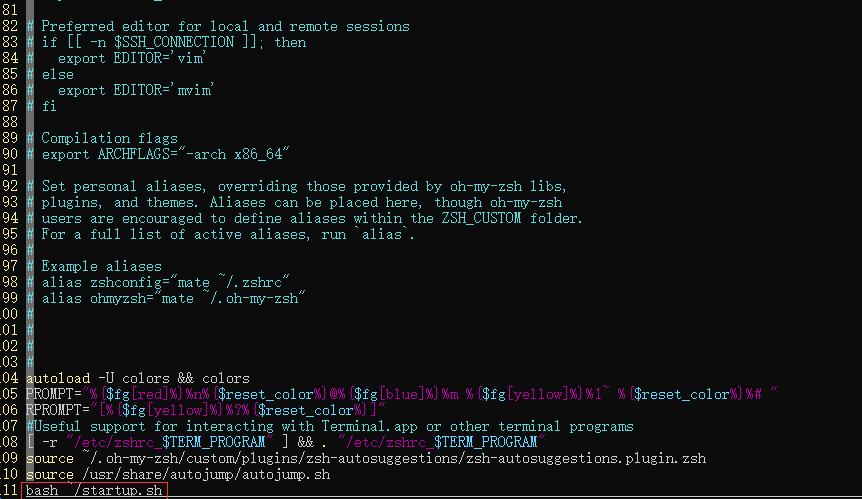 81
82 # Preferred editor for local and remote sessions
83 # if [[ -n $SSH_CONNECTION ]]; then
84 #   export EDITOR='vim'
85 # else
86 #   export EDITOR='mvim'
87 # fi
88
89 # Compilation flags
90 # export ARCHFLAGS="-arch x86_64"
91
92 # Set personal aliases, overriding those provided by oh-my-zsh libs,
93 # plugins, and themes. Aliases can be placed here, though oh-my-zsh
94 # users are encouraged to define aliases within the ZSH_CUSTOM folder.
95 # For a full list of active aliases, run `alias`.
96 #
97 # Example aliases
98 # alias zshconfig="mate ~/.zshrc"
99 # alias ohmyzsh="mate ~/.oh-my-zsh"
00 #
01 #
02 #
03 #
04 autoload -U colors && colors
05 PROMPT="%{$fg[red]%}%n%{$reset_color%}@%{$fg[blue]%}%m %{$fg[yellow]%}%1~ %{$reset_color%}%# "
06 RPROMPT="[%{$fg[yellow]%}%?%{$reset_color%}]"
07 #Useful support for interacting with Terminal.app or other terminal programs
08 [ -r "/etc/zshrc_$TERM_PROGRAM" ] && . "/etc/zshrc_$TERM_PROGRAM"
09 source ~/.oh-my-zsh/custom/plugins/zsh-autosuggestions/zsh-autosuggestions.plugin.zsh
10 source /usr/share/autojump/autojump.sh
11 bash ~/startup.sh